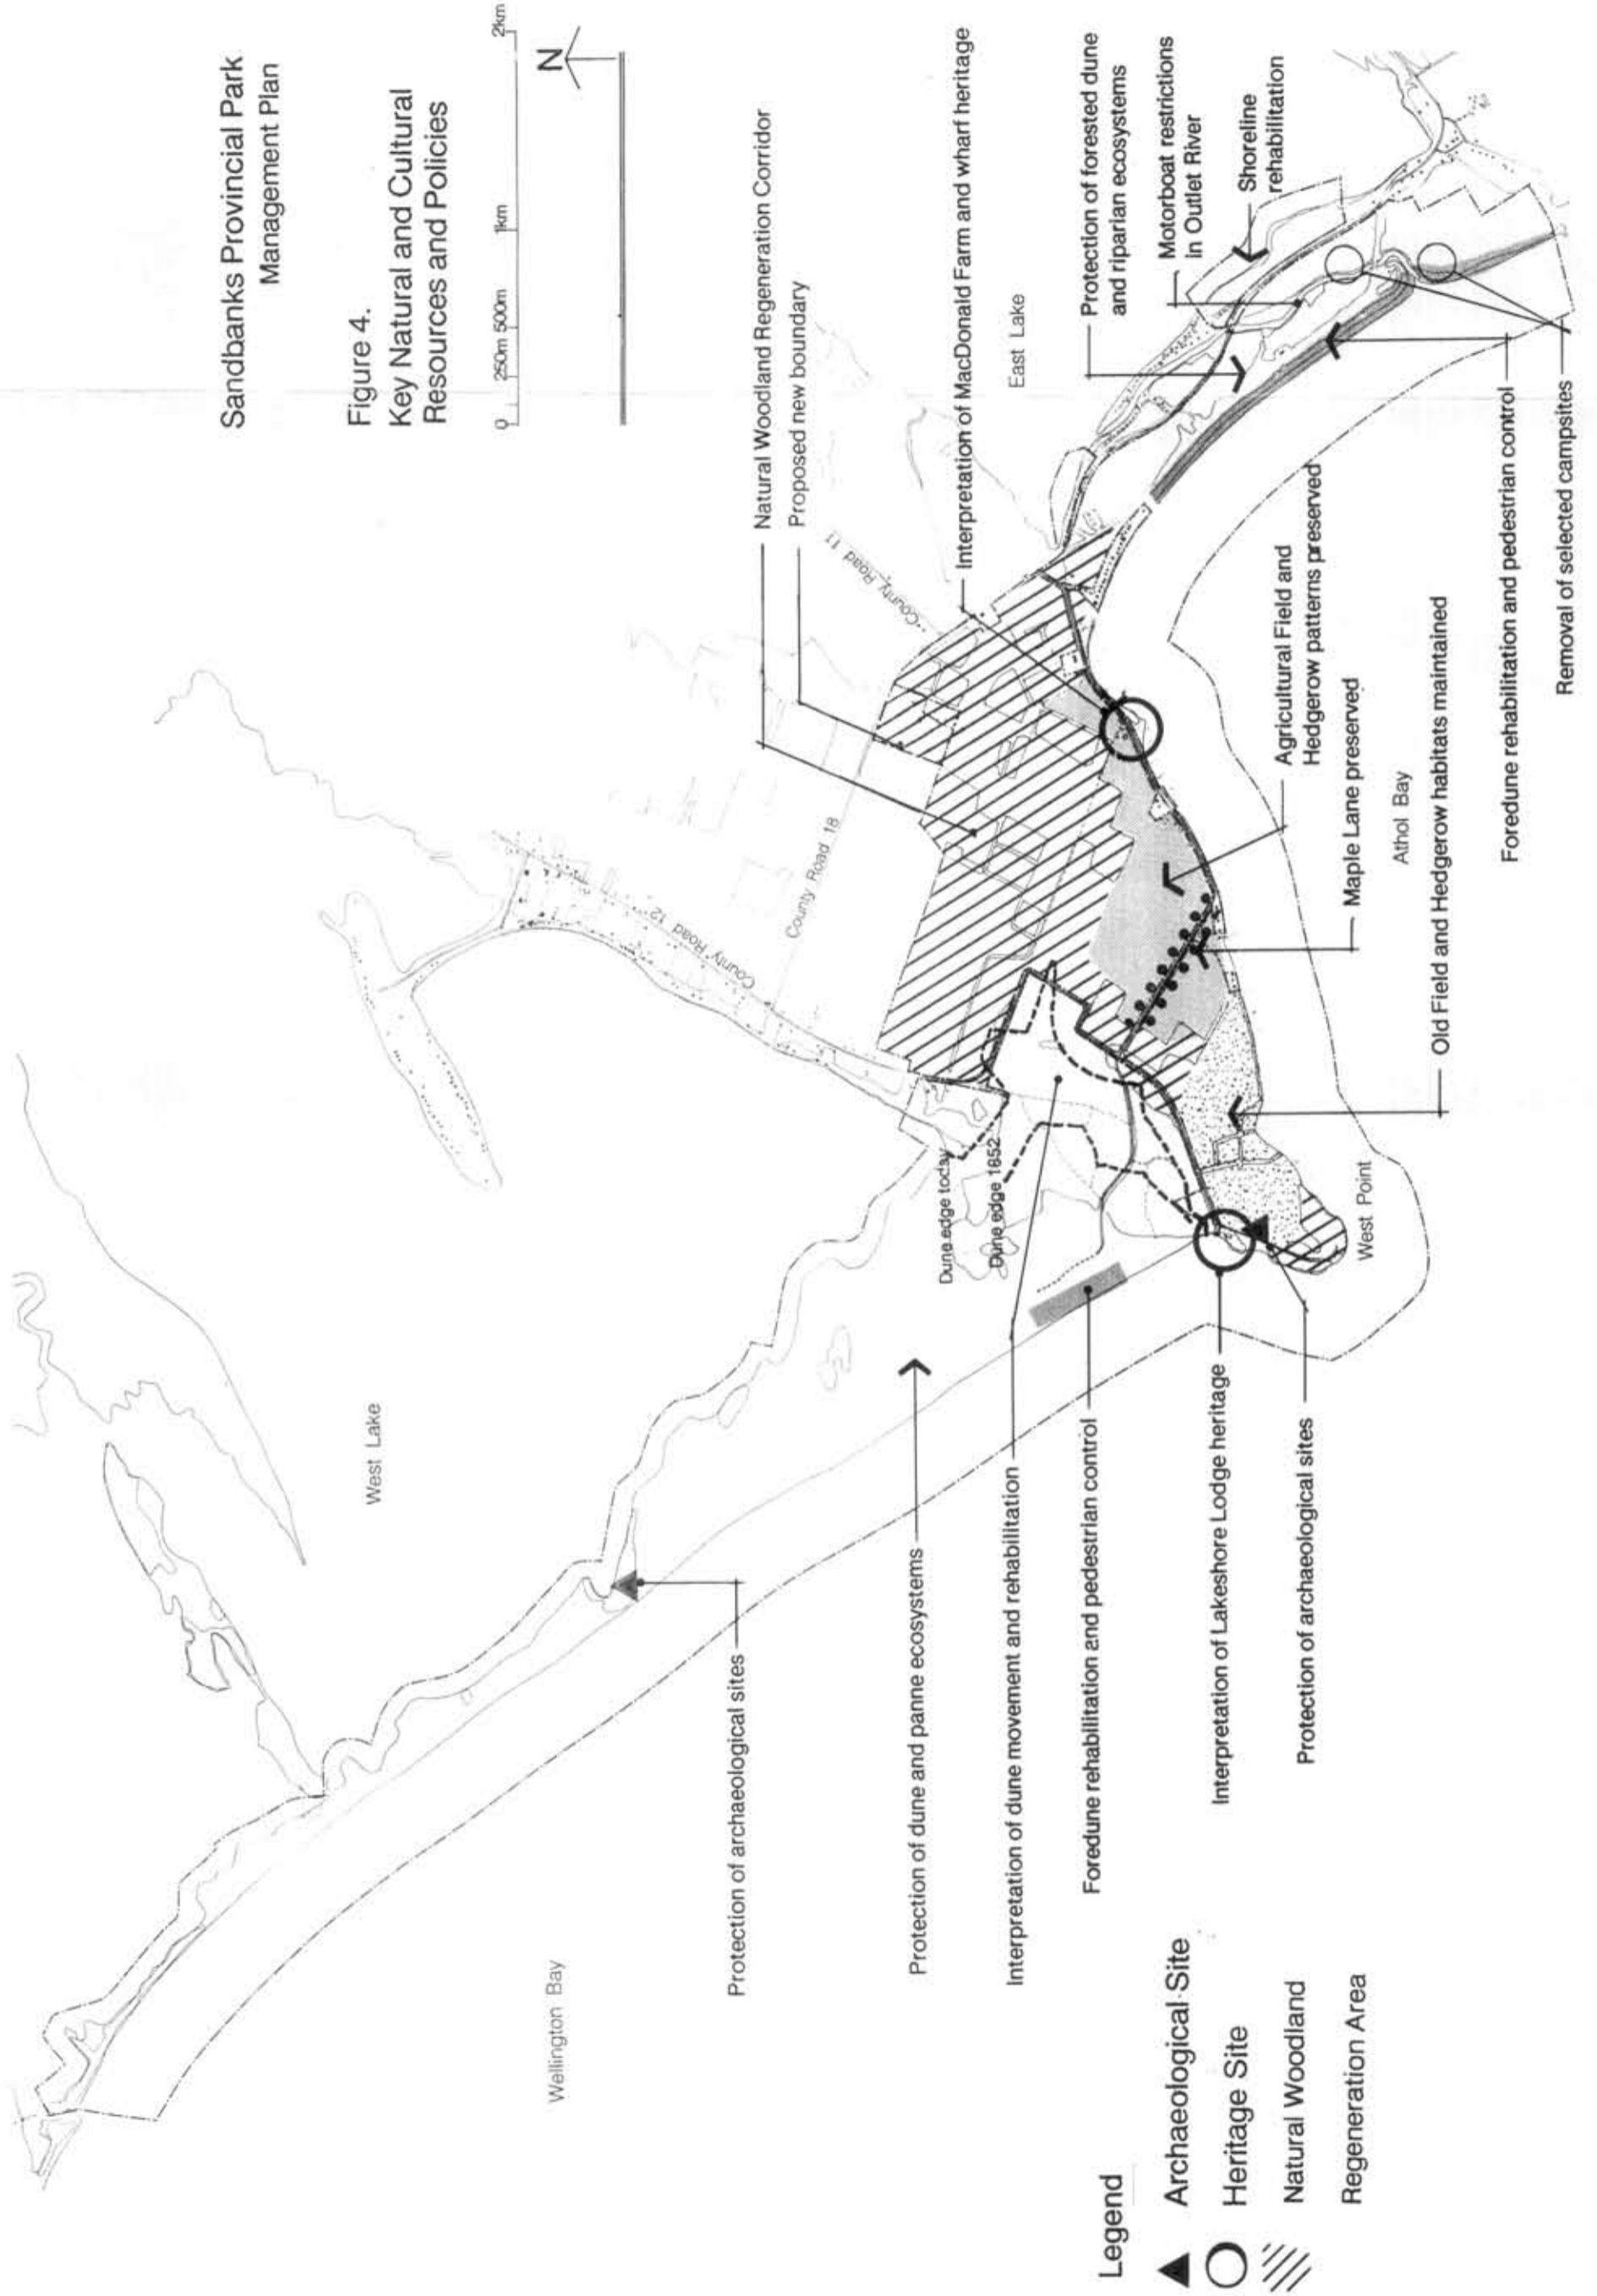 Sandbanks Provincial Park
Management Plan
Figure 4.
Key Natural and Cultural
Resources and Policies
0 250m 500m 1km 2km
N
Natural Woodland Regeneration Corridor
Proposed new boundary
County Road 11
Interpretation of MacDonald Farm and wharf heritage
East Lake
Protection of forested dune
and riparian ecosystems
Motorboat restrictions
in Outlet River
Shoreline
rehabilitation
West Lake
County Road 12
County Road 18
Dune edge today
Dune edge 1852
Agricultural Field and
Hedgerow patterns preserved
Maple Lane preserved
Athol Bay
Old Field and Hedgerow habitats maintained
Foredune rehabilitation and pedestrian control
Removal of selected campsites
West Point
Wellington Bay
Protection of archaeological sites
Protection of dune and panne ecosystems
Interpretation of dune movement and rehabilitation
Foredune rehabilitation and pedestrian control
Interpretation of Lakeshore Lodge heritage
Protection of archaeological sites
Legend
Archaeological Site
Heritage Site
Natural Woodland
Regeneration Area